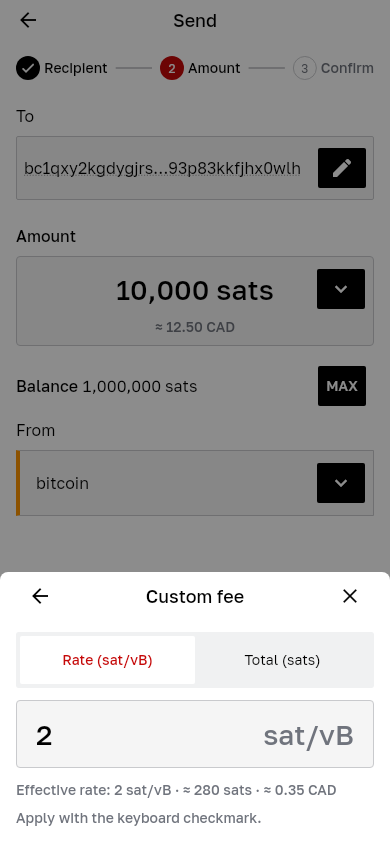 Send
Recipient
2 Amount
3 Confirm
To
bc1qxy2kgdygjrs...93p83kkfjhx0wlh
Amount
10,000 sats
≈ 12.50 CAD
Balance 1,000,000 sats
MAX
From
bitcoin
Custom fee
Rate (sat/vB)
Total (sats)
2 sat/vB
Effective rate: 2 sat/vB · ≈ 280 sats · ≈ 0.35 CAD
Apply with the keyboard checkmark.